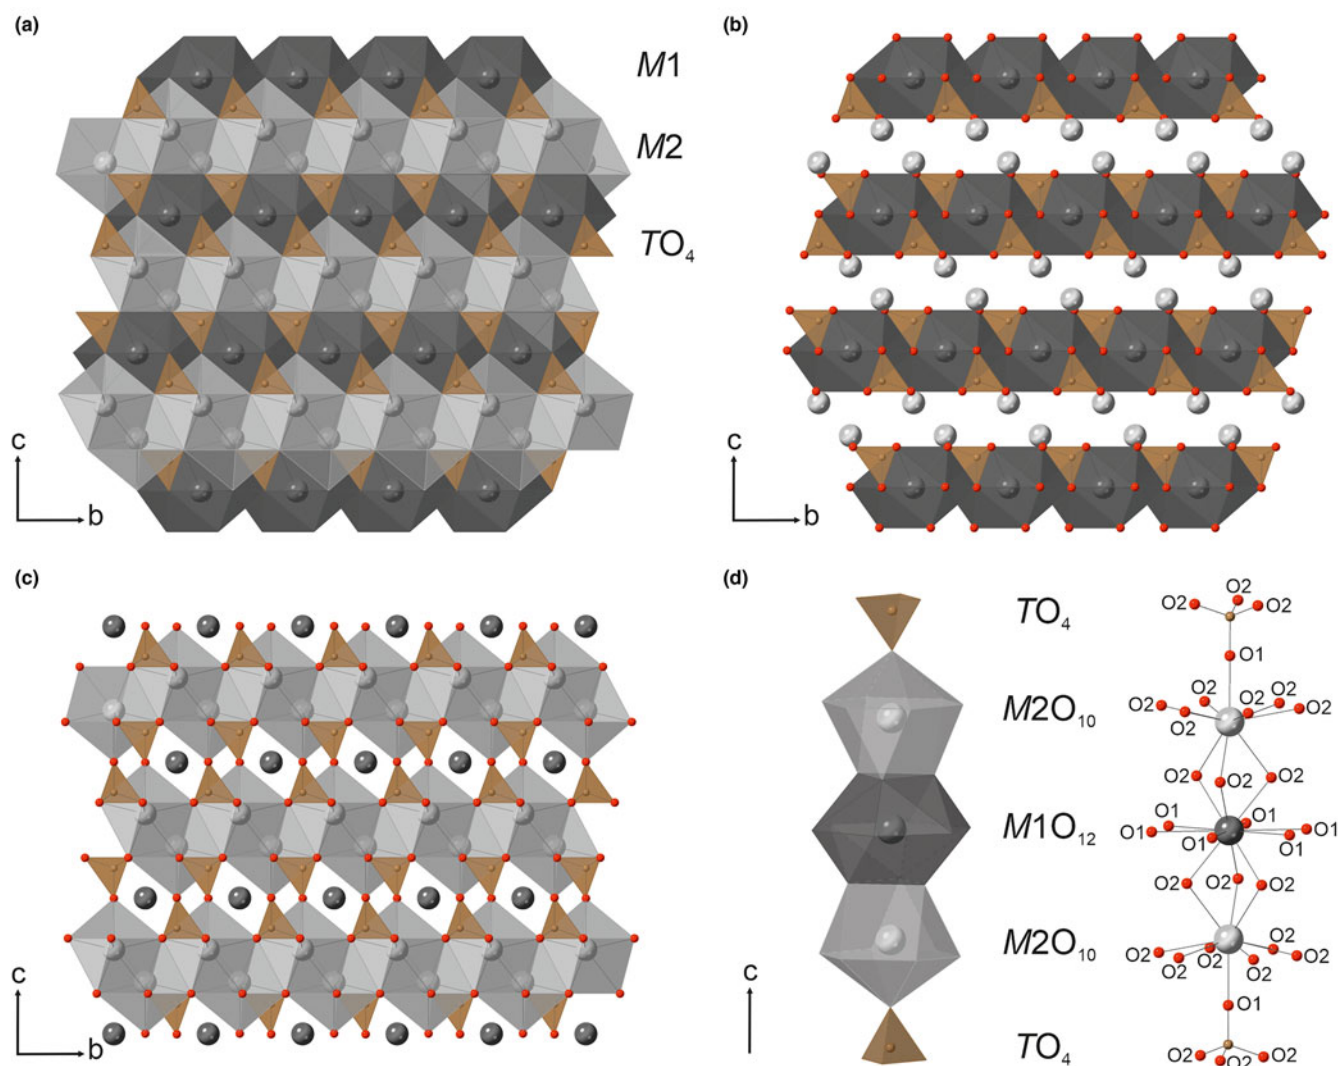 (a)
M1
M2
TO₄
c
b
(b)
c
b
(c)
c
b
(d)
TO₄
M2O₁₀
M1O₁₂
M2O₁₀
TO₄
c
O2
O2 O2
O1
O2 O2
O2 O2 O2
O2
O2 O2 O2
O1 O1
O1 O1 O1
O2 O2 O2
O2 O2
O2 O2 O2 O2
O1
O2 O2 O2